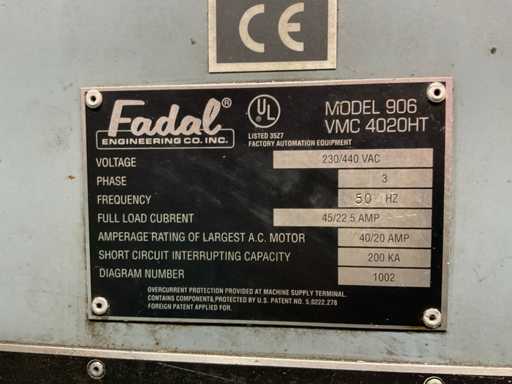 CE
Fadal®
ENGINEERING CO. INC.
UL
LISTED 35Z7
FACTORY AUTOMATION EQUIPMENT
MODEL 906
VMC 4020HT
VOLTAGE 230/440 VAC
PHASE 3
FREQUENCY 50 HZ
FULL LOAD CURRENT 45/22.5 AMP
AMPERAGE RATING OF LARGEST A.C. MOTOR 40/20 AMP
SHORT CIRCUIT INTERRUPTING CAPACITY 200 KA
DIAGRAM NUMBER 1002
OVERCURRENT PROTECTION PROVIDED AT MACHINE SUPPLY TERMINAL.
CONTAINS COMPONENTS PROTECTED BY U.S. PATENT NO. 5,0222,278
FOREIGN PATENT APPLIED FOR.